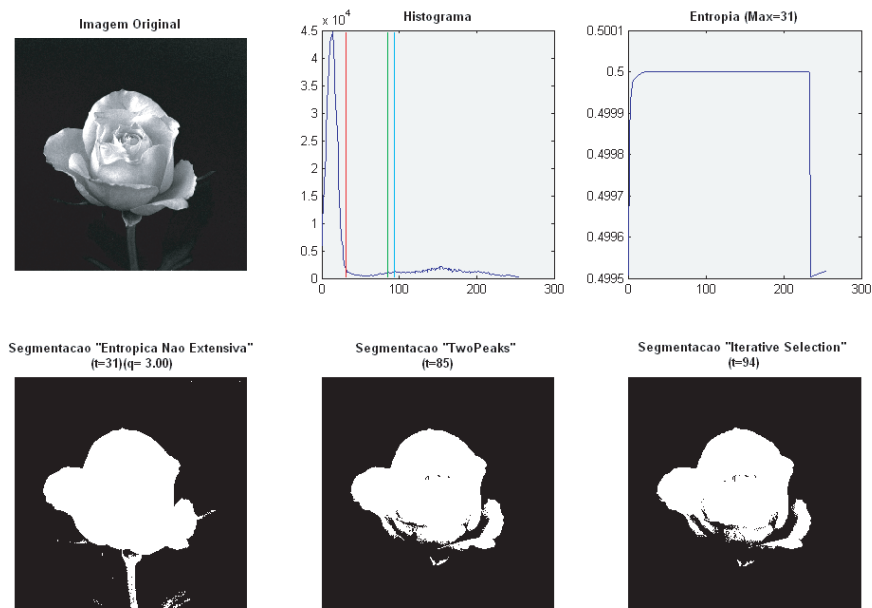 Imagem Original
Histograma
x 10^4
4.5
4
3.5
3
2.5
2
1.5
1
0.5
0
0
100
200
300
Entropia (Max=31)
0.5001
0.5
0.4999
0.4998
0.4997
0.4996
0.4995
0
100
200
300
Segmentacao "Entropica Nao Extensiva"
(t=31)(q= 3.00)
Segmentacao "TwoPeaks"
(t=85)
Segmentacao "Iterative Selection"
(t=94)